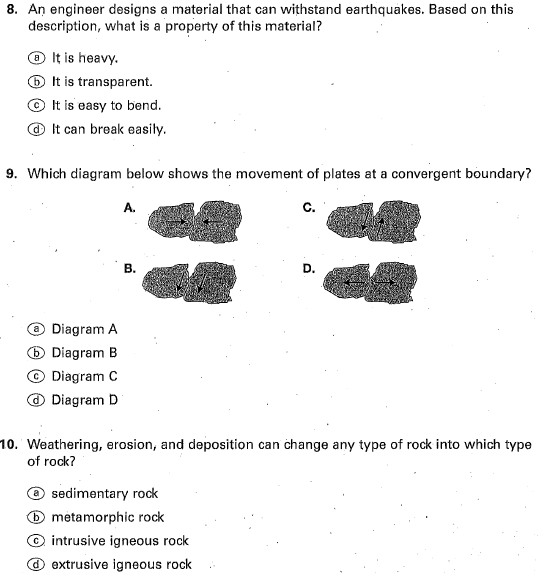 8. An engineer designs a material that can withstand earthquakes. Based on this
description, what is a property of this material?
ⓐ It is heavy.
ⓑ It is transparent.
ⓒ It is easy to bend.
ⓓ It can break easily.
9. Which diagram below shows the movement of plates at a convergent boundary?
A.
C.
B.
D.
ⓐ Diagram A
ⓑ Diagram B
ⓒ Diagram C
ⓓ Diagram D
10. Weathering, erosion, and deposition can change any type of rock into which type
of rock?
ⓐ sedimentary rock
ⓑ metamorphic rock
ⓒ intrusive igneous rock
ⓓ extrusive igneous rock